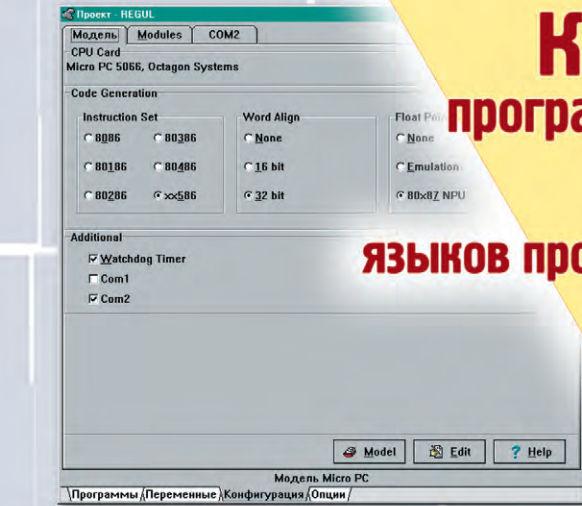 Проект - REGUL
К
Модель Modules COM2
CPU Card
Micro PC 5066, Octagon Systems
програ
Code Generation
Instruction Set Word Align Float
8086 80386 None None
80186 80486 16 bit Emulation
80286 xx586 32 bit 80x87 NPU
языков про
Additional
Watchdog Timer
Com1
Com2
Model Edit Help
Модель Micro PC
Программы Переменные Конфигурация Опции